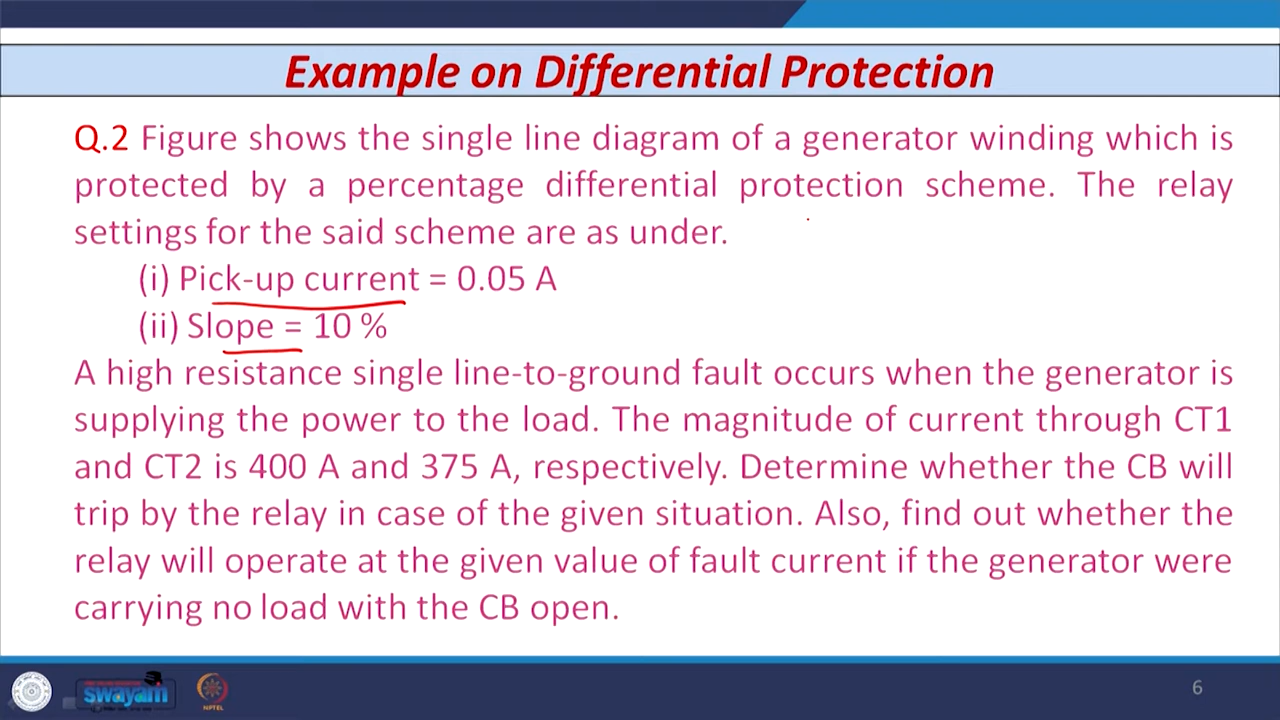 Example on Differential Protection
Q.2 Figure shows the single line diagram of a generator winding which is
protected by a percentage differential protection scheme. The relay
settings for the said scheme are as under.
(i) Pick-up current = 0.05 A
(ii) Slope = 10 %
A high resistance single line-to-ground fault occurs when the generator is
supplying the power to the load. The magnitude of current through CT1
and CT2 is 400 A and 375 A, respectively. Determine whether the CB will
trip by the relay in case of the given situation. Also, find out whether the
relay will operate at the given value of fault current if the generator were
carrying no load with the CB open.
swayam
NPTEL
6